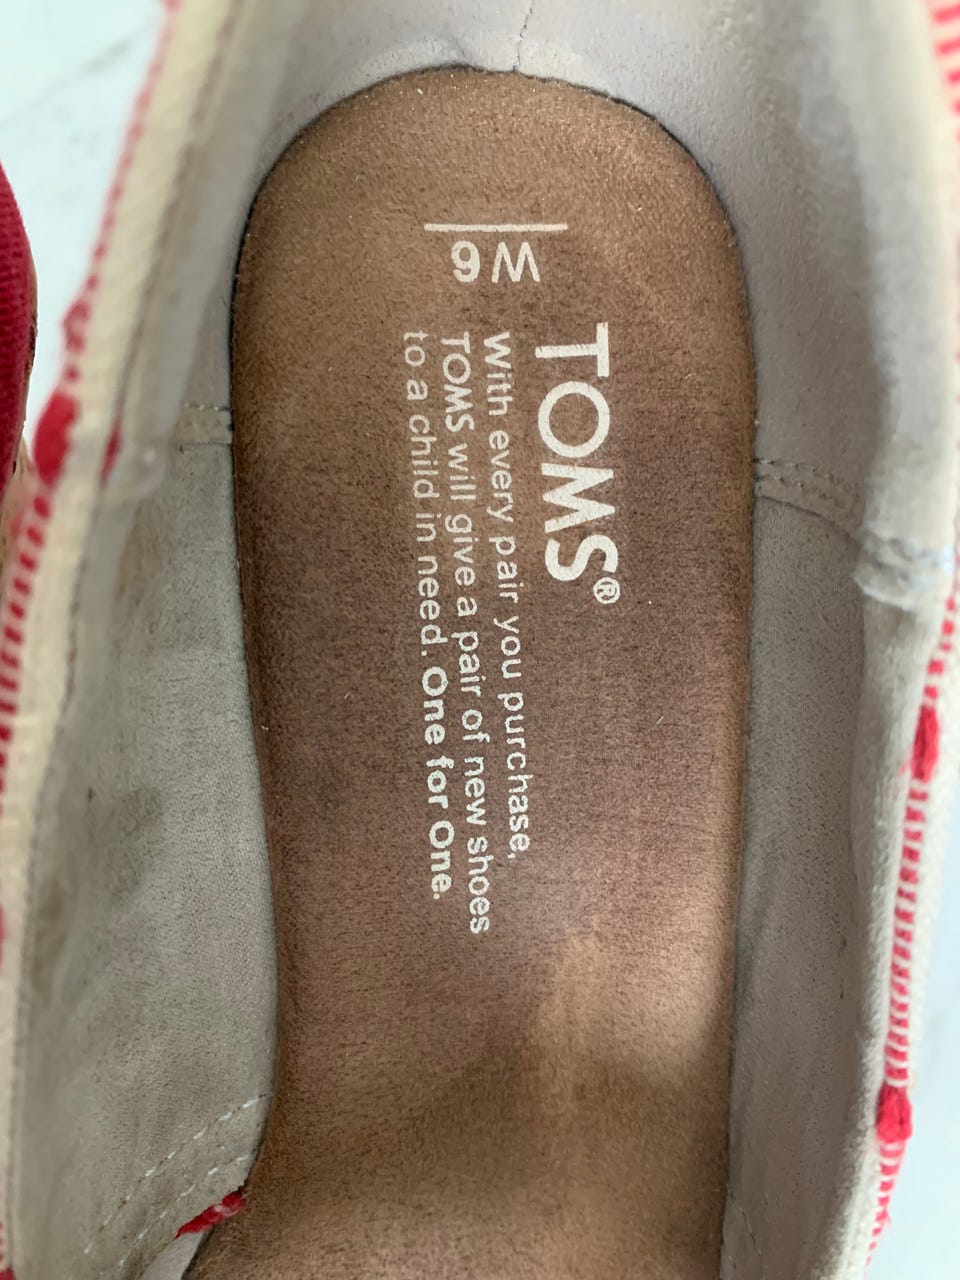 W 6
TOMS®
With every pair you purchase,
TOMS will give a pair of new shoes
to a child in need. One for One.